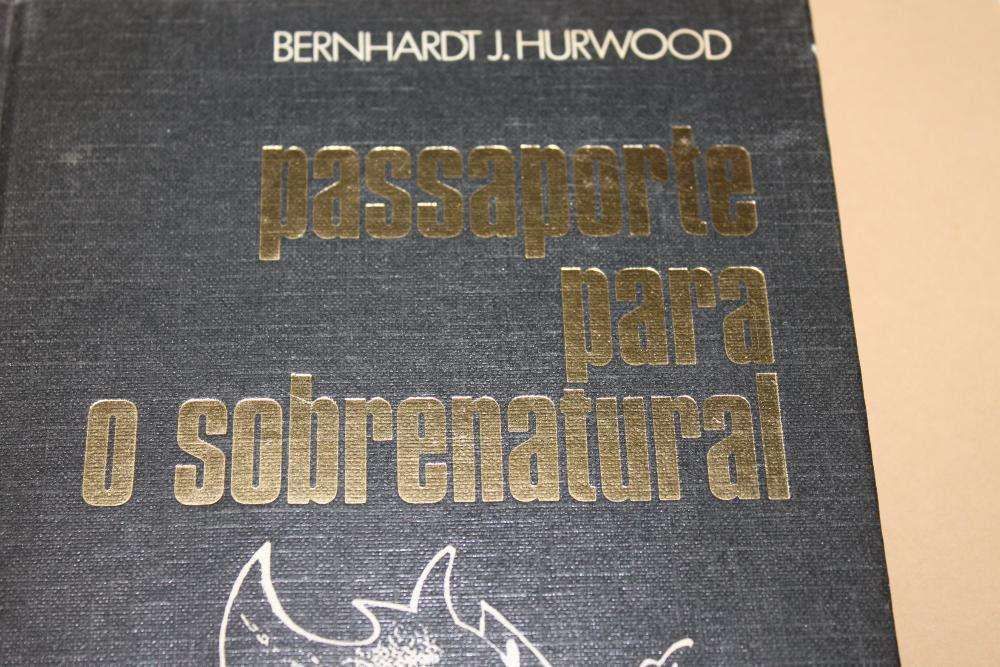 BERNHARDT J. HURWOOD
passaporte
para
o sobrenatural